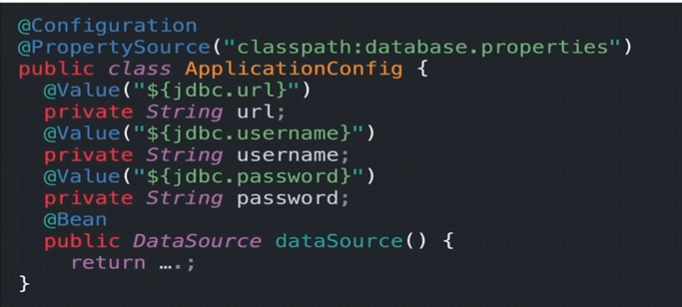 @Configuration
@PropertySource("classpath:database.properties")
public class ApplicationConfig {
@Value("${jdbc.url}")
private String url;
@Value("${jdbc.username}")
private String username;
@Value("${jdbc.password}")
private String password;
@Bean
public DataSource dataSource() {
return ….;
}